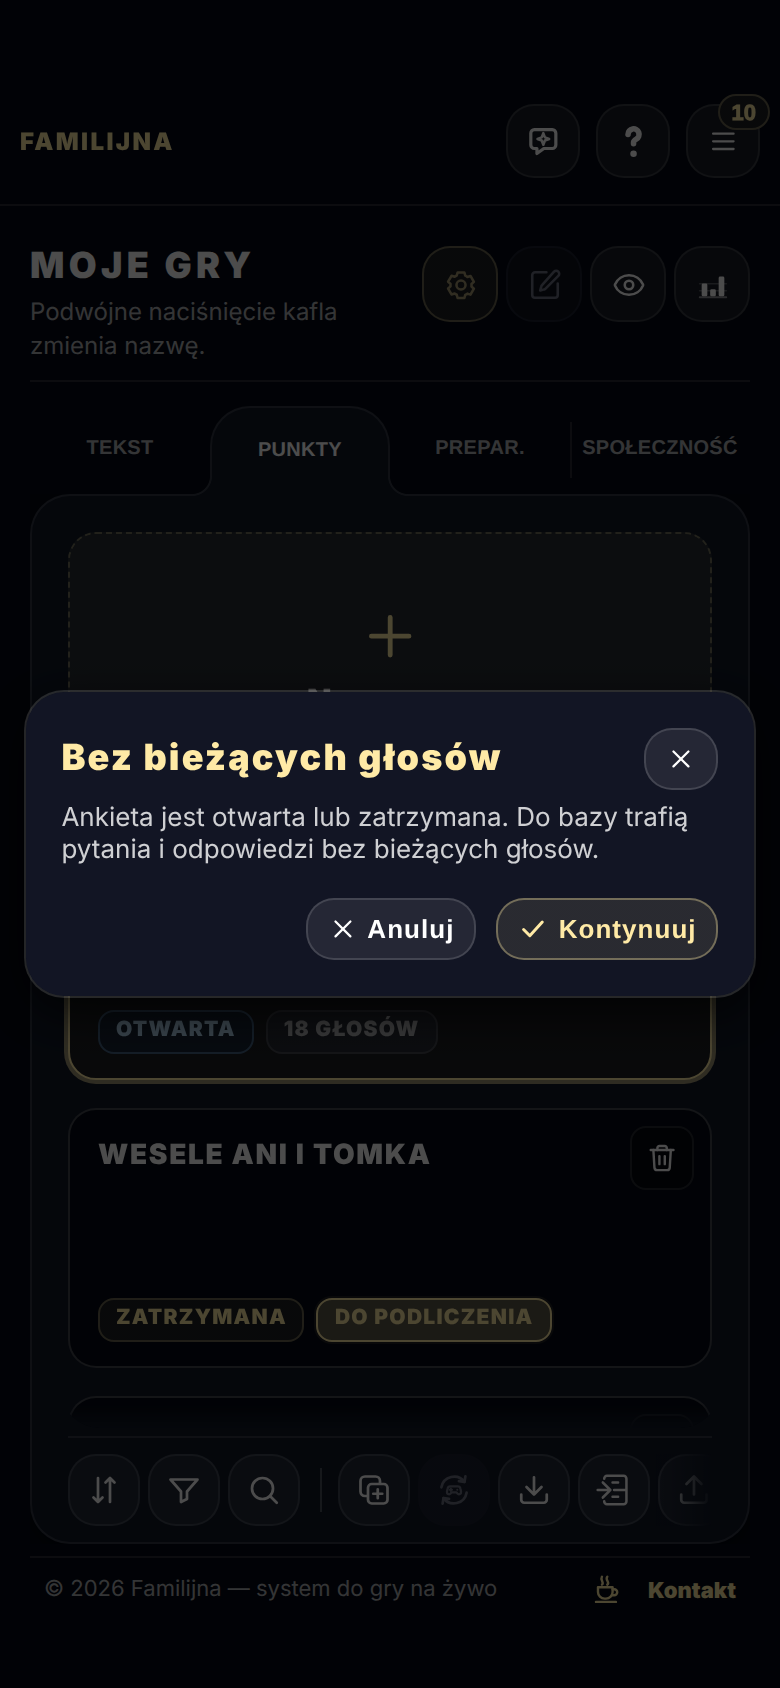 FAMILIJNA
10
MOJE GRY
Podwójne naciśnięcie kafla
zmienia nazwę.
TEKST
PUNKTY
PREPAR.
SPOŁECZNOŚĆ
Bez bieżących głosów
Ankieta jest otwarta lub zatrzymana. Do bazy trafią
pytania i odpowiedzi bez bieżących głosów.
Anuluj
Kontynuuj
OTWARTA
18 GŁOSÓW
WESELE ANI I TOMKA
ZATRZYMANA
DO PODLICZENIA
© 2026 Familijna — system do gry na żywo
Kontakt